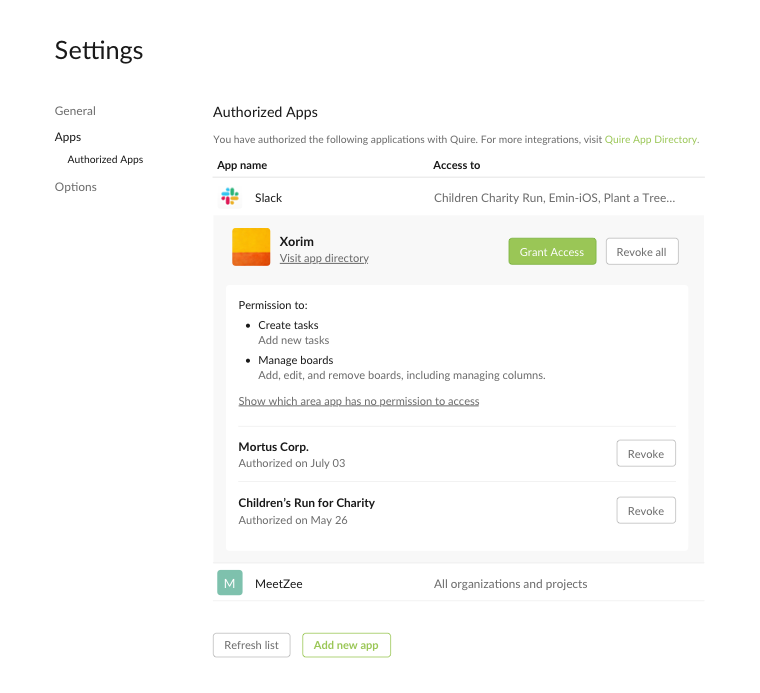 Settings
General
Apps
Authorized Apps
Options
Authorized Apps
You have authorized the following applications with Quire. For more integrations, visit Quire App Directory.
App name Access to
Slack Children Charity Run, Emin-iOS, Plant a Tree...
Xorim
Visit app directory
Grant Access Revoke all
Permission to:
• Create tasks
Add new tasks
• Manage boards
Add, edit, and remove boards, including managing columns.
Show which area app has no permission to access
Mortus Corp.
Authorized on July 03
Revoke
Children's Run for Charity
Authorized on May 26
Revoke
M MeetZee All organizations and projects
Refresh list Add new app